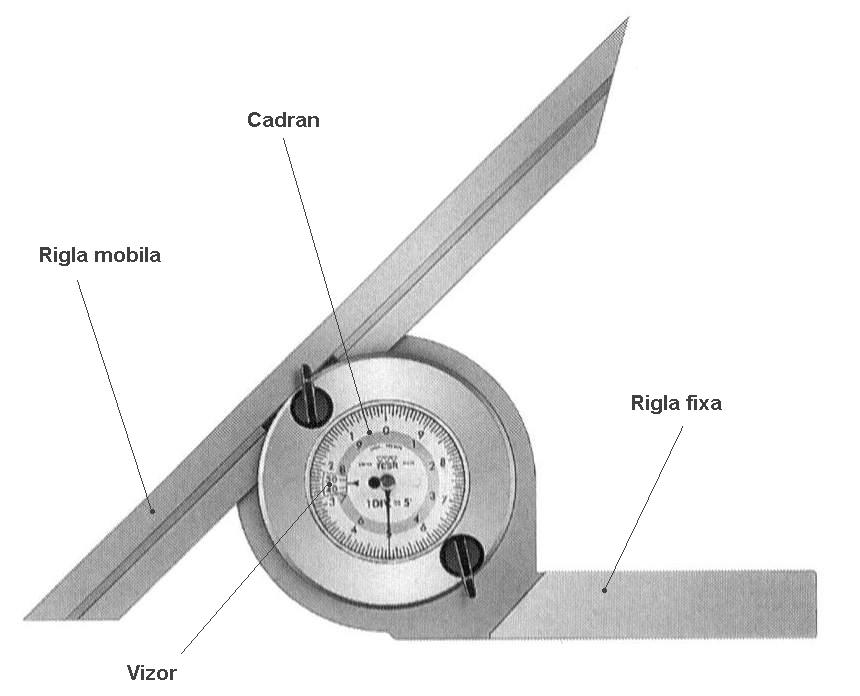 Cadran
Rigla mobila
Rigla fixa
TESA
1 DIV. = 5'
Vizor